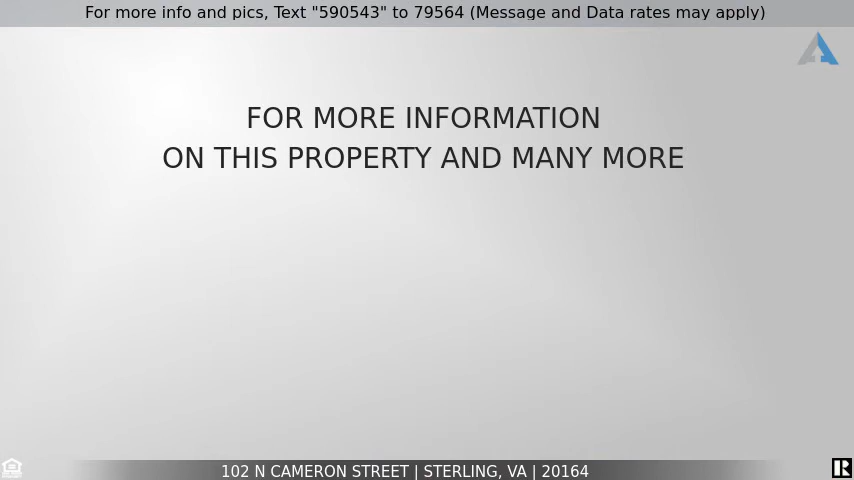 For more info and pics, Text "590543" to 79564 (Message and Data rates may apply)
FOR MORE INFORMATION
ON THIS PROPERTY AND MANY MORE
102 N CAMERON STREET | STERLING, VA | 20164